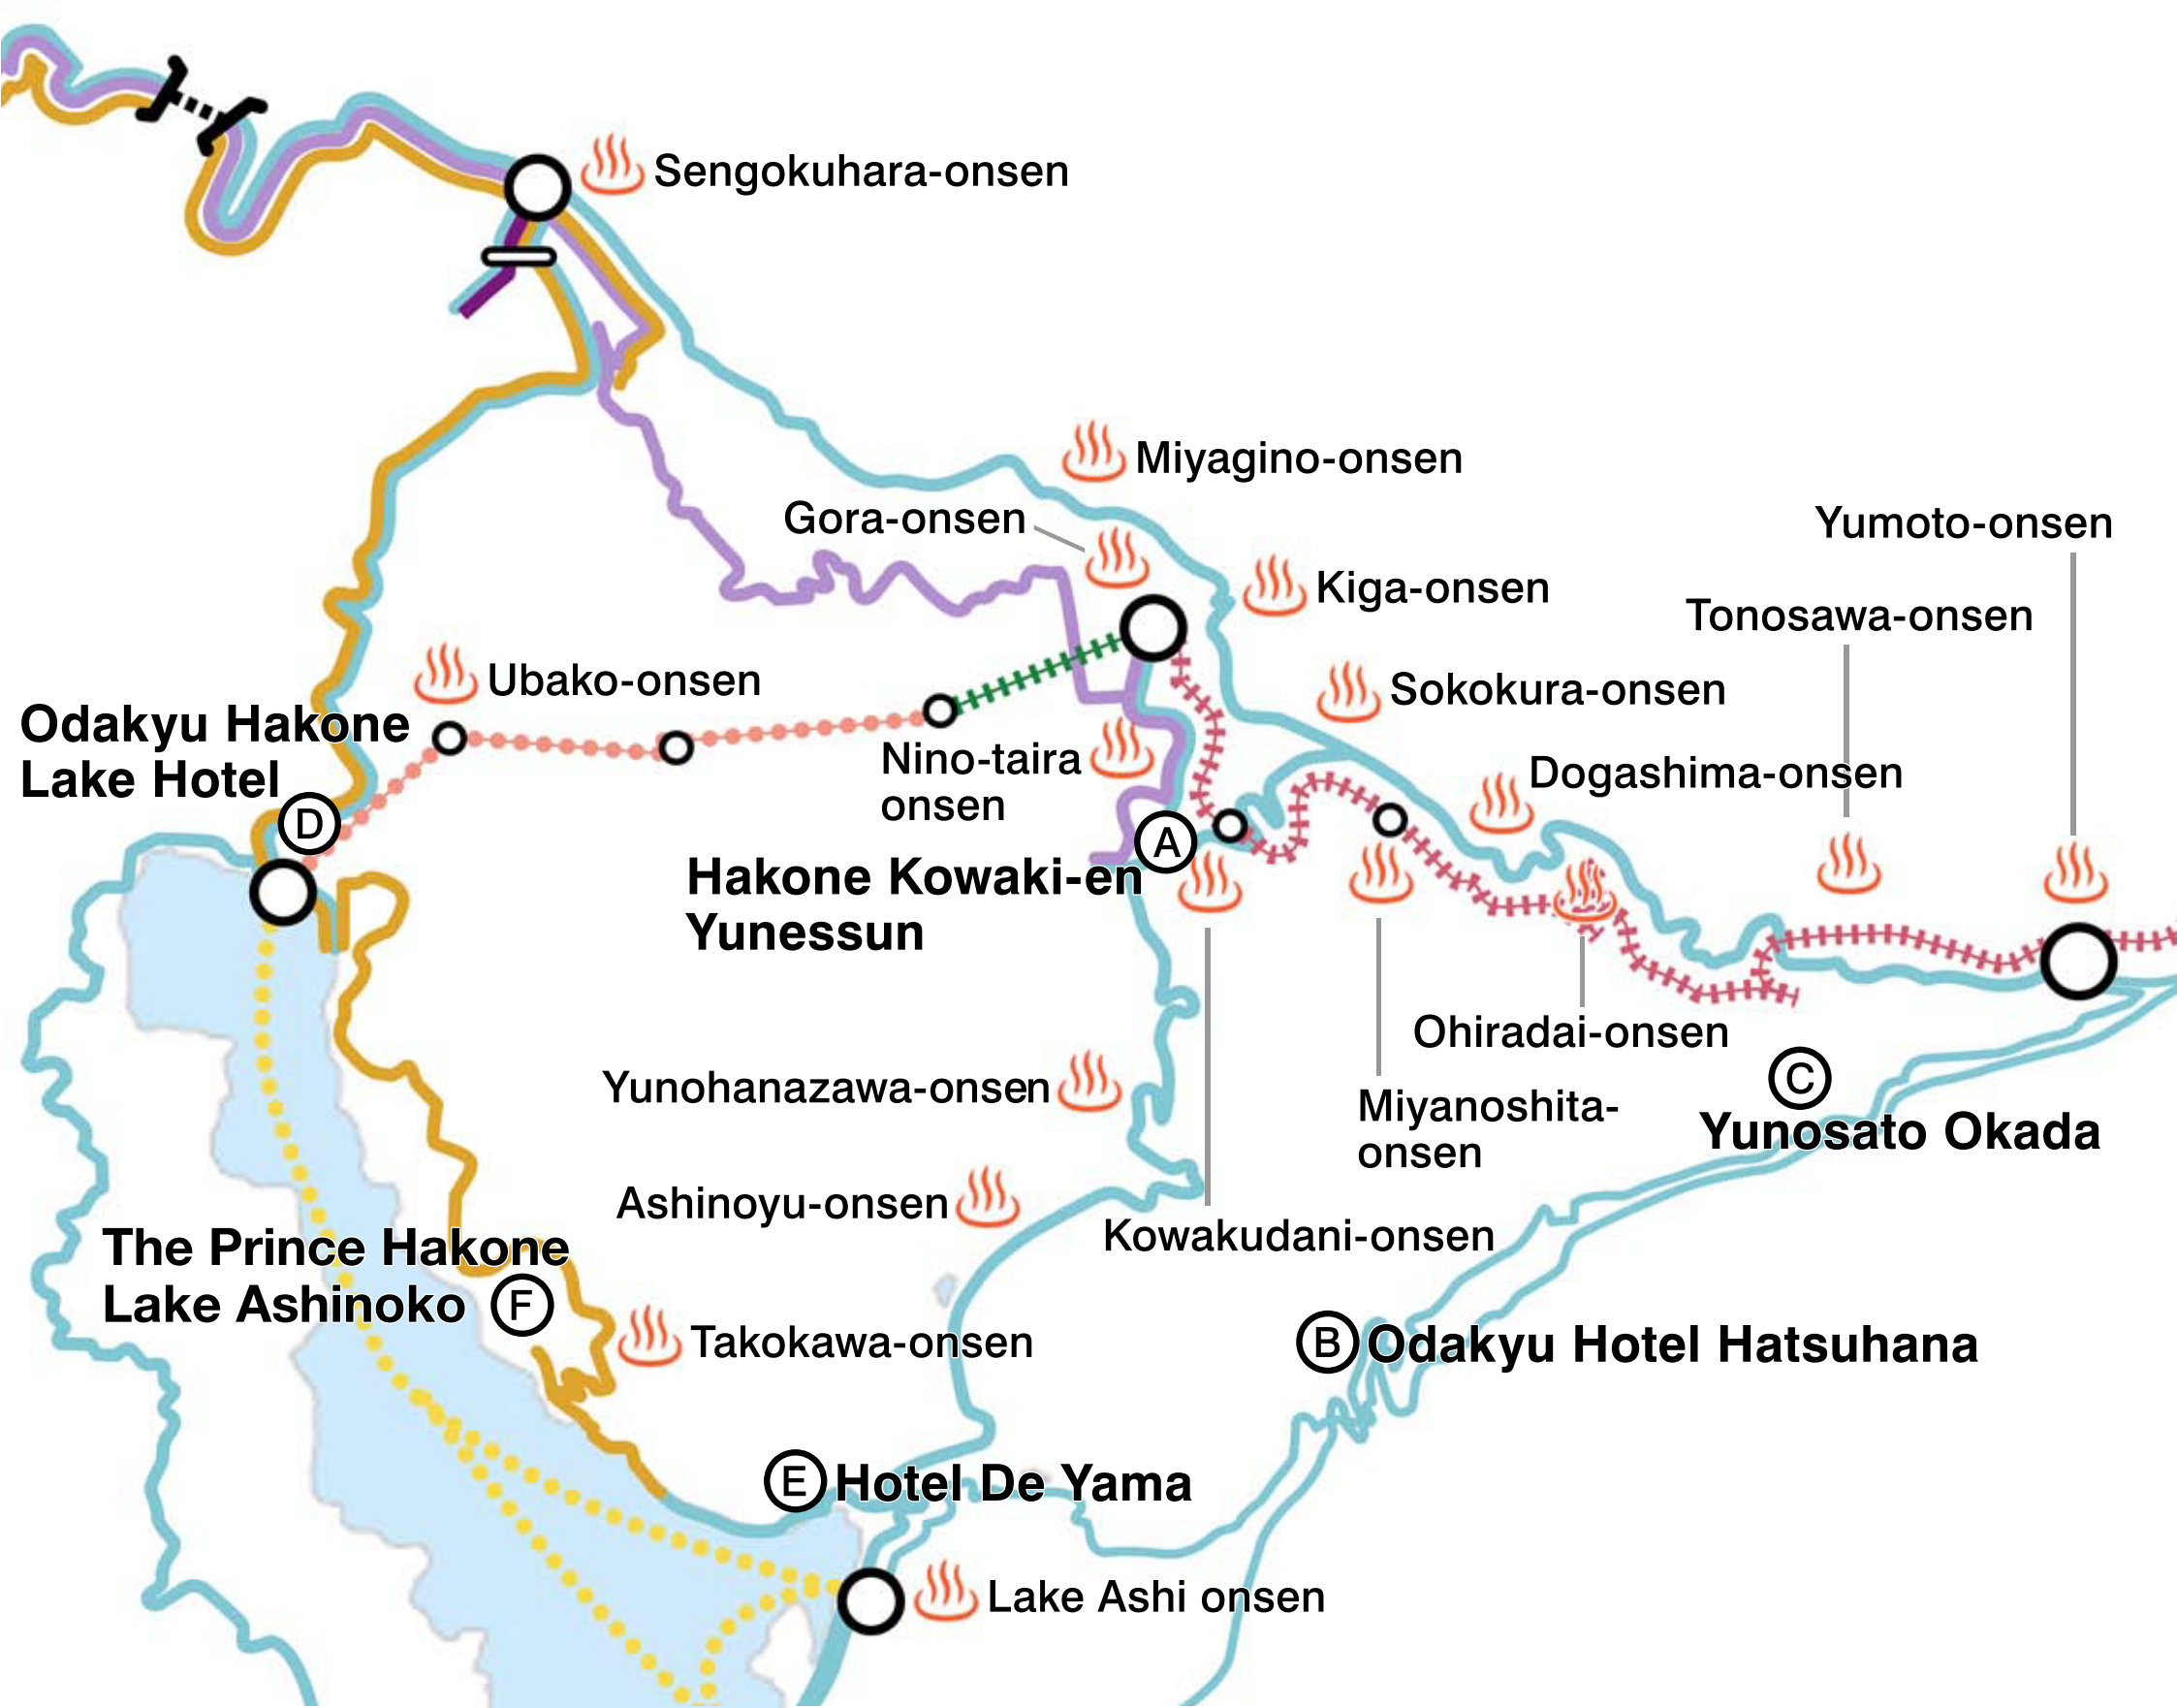 Sengokuhara-onsen
Miyagino-onsen
Gora-onsen
Yumoto-onsen
Kiga-onsen
Tonosawa-onsen
Ubako-onsen
Sokokura-onsen
Odakyu Hakone
Lake Hotel
D
Nino-taira
onsen
Dogashima-onsen
A
Hakone Kowaki-en
Yunessun
Ohiradai-onsen
Yunohanazawa-onsen
C
Yunosato Okada
Miyanoshita-
onsen
Ashinoyu-onsen
Kowakudani-onsen
The Prince Hakone
Lake Ashinoko
F
Takokawa-onsen
B
Odakyu Hotel Hatsuhana
E
Hotel De Yama
Lake Ashi onsen